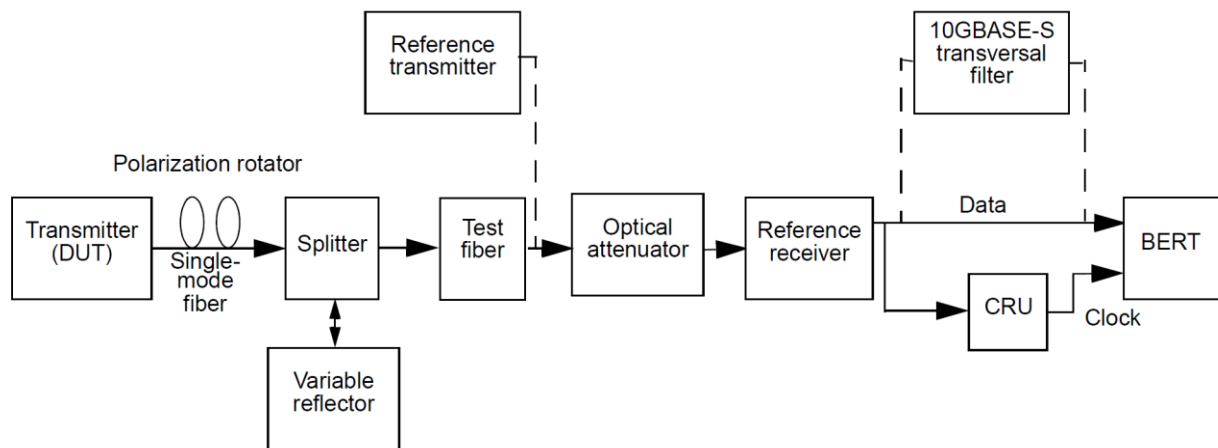 Reference
transmitter
10GBASE-S
transversal
filter
Polarization rotator
Transmitter
(DUT)
Single-
mode
fiber
Splitter
Test
fiber
Optical
attenuator
Reference
receiver
Data
BERT
CRU
Clock
Variable
reflector